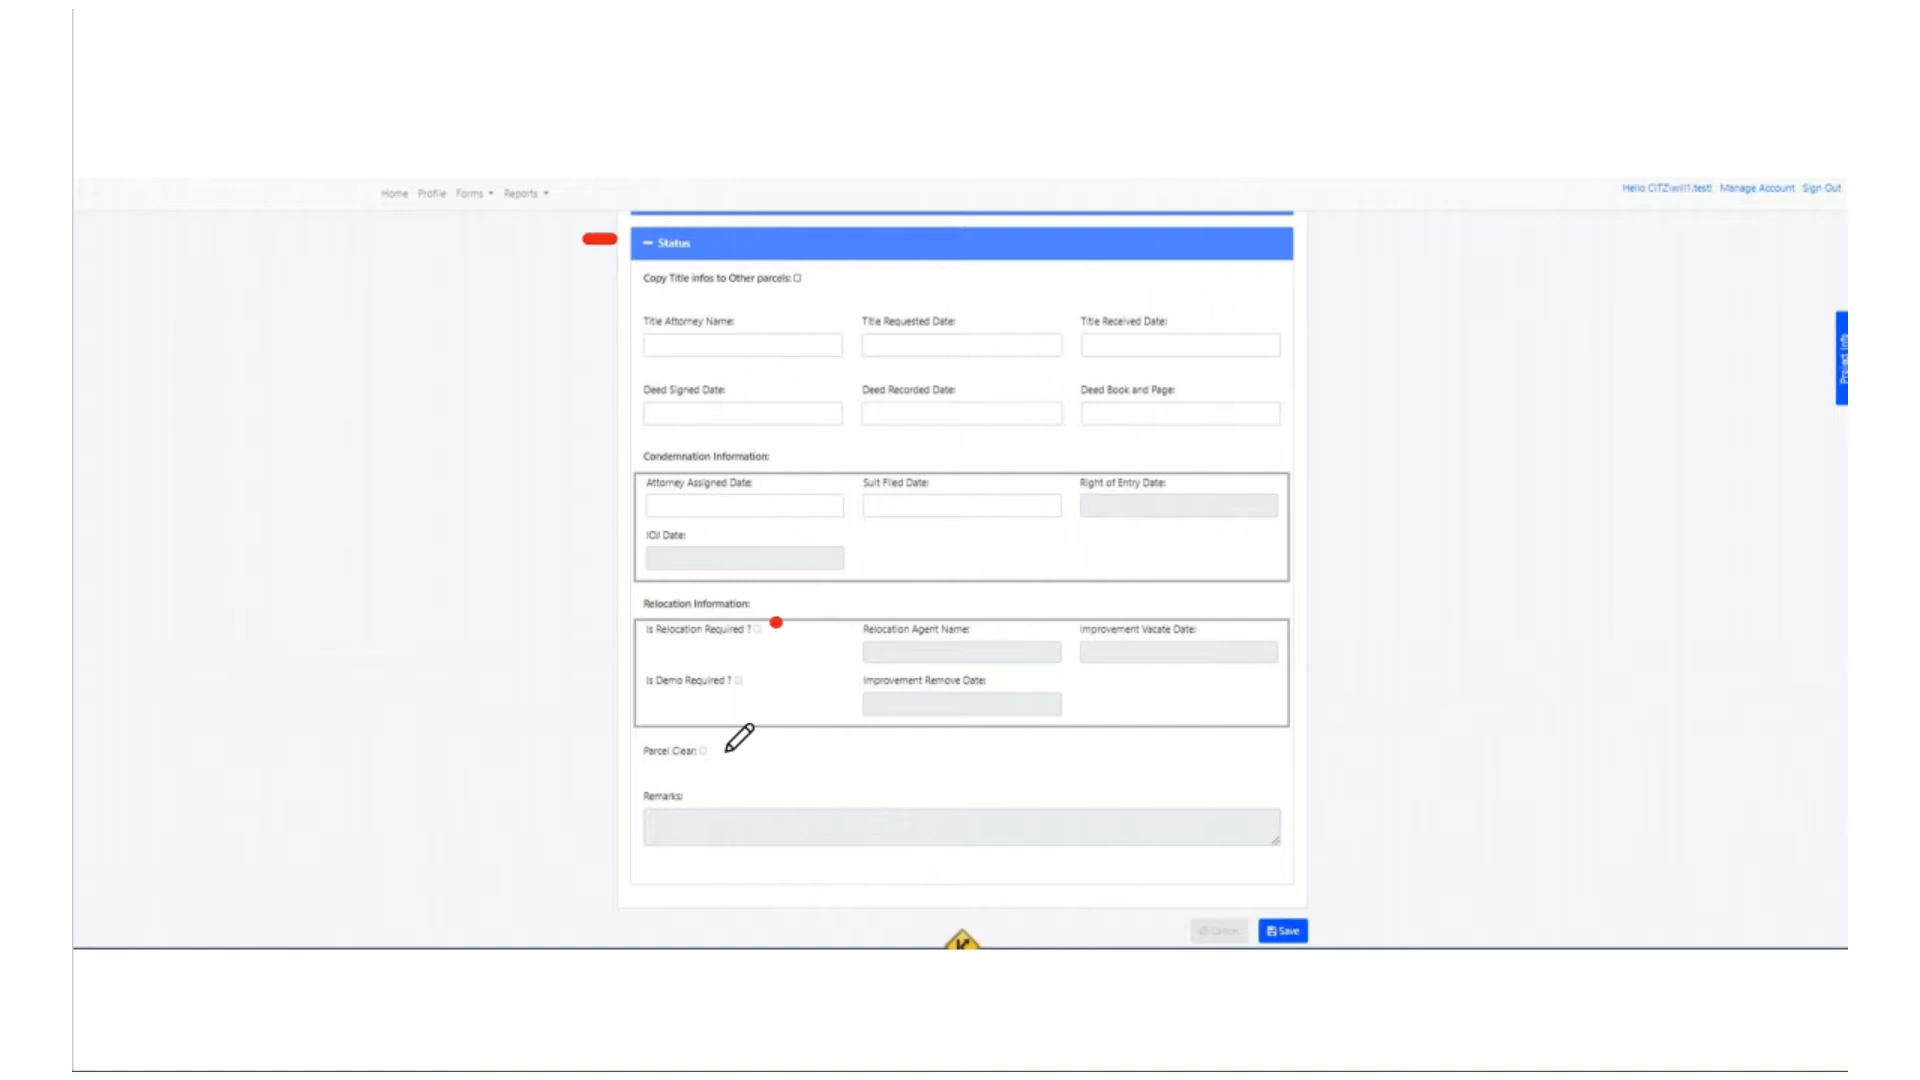 Home Profile Forms Reports
Hello CITZ\will1.test! Manage Account Sign Out
Status
Copy Title infos to Other parcels:
Title Attorney Name: Title Requested Date: Title Received Date:
Deed Signed Date: Deed Recorded Date: Deed Book and Page:
Condemnation Information:
Attorney Assigned Date: Suit Filed Date: Right of Entry Date:
IOJ Date:
Relocation Information:
Is Relocation Required ? Relocation Agent Name: Improvement Vacate Date:
Is Demo Required ? Improvement Remove Date:
Parcel Clear:
Remarks:
Cancel Save
Project Info